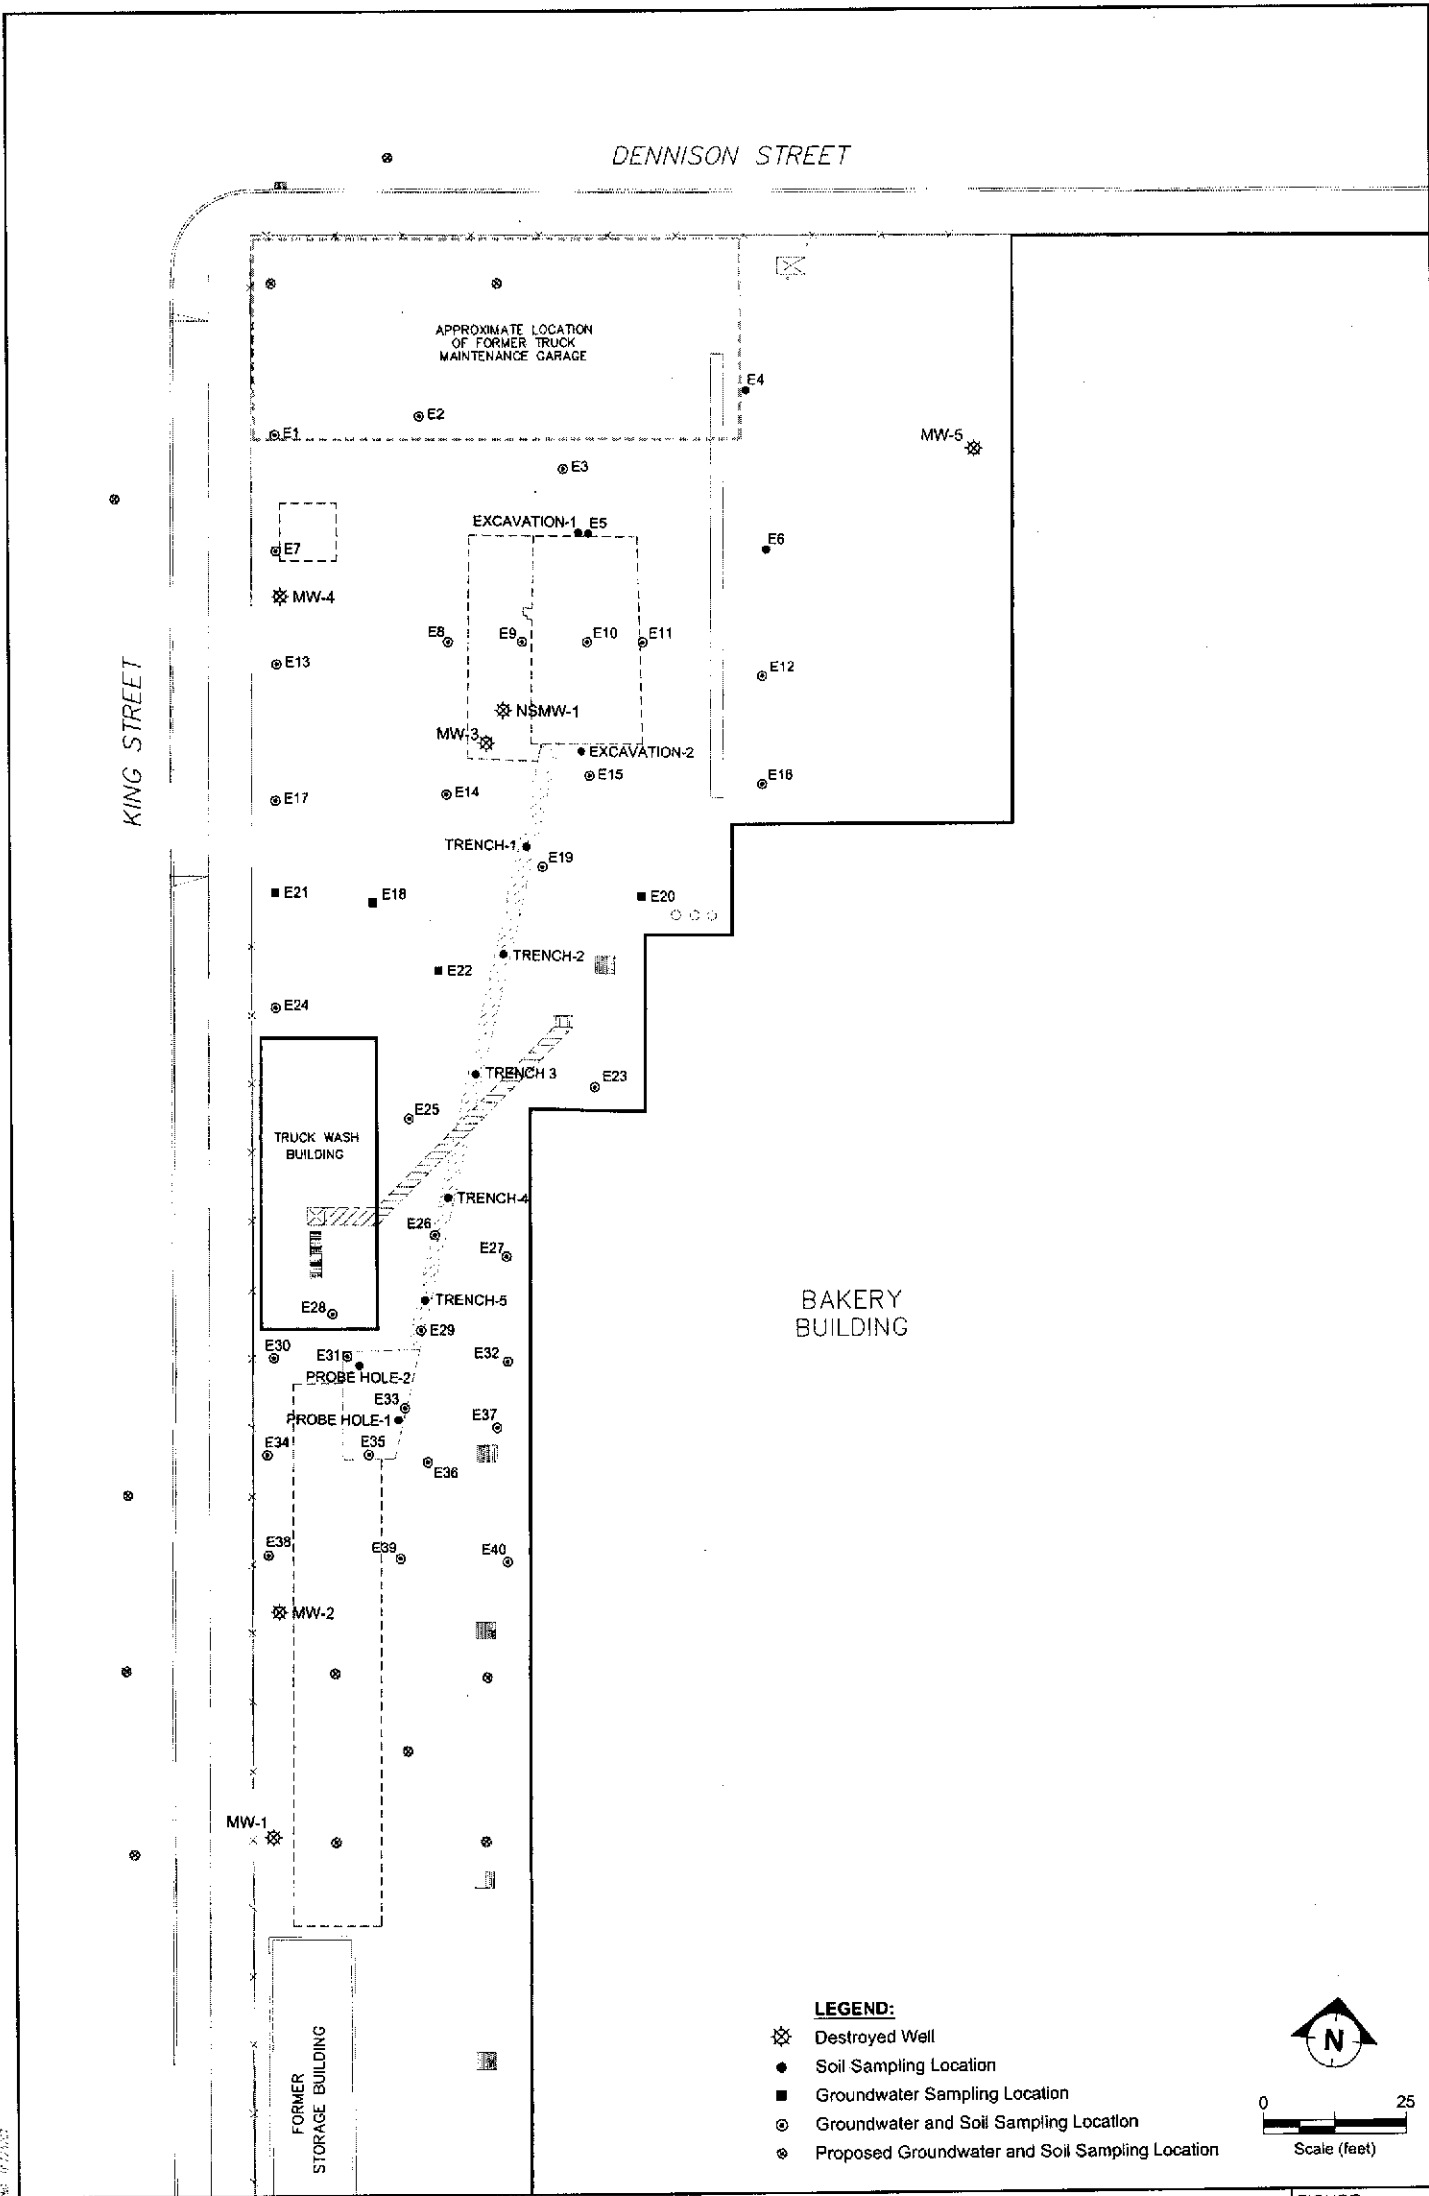 DENNISON STREET
APPROXIMATE LOCATION
OF FORMER TRUCK
MAINTENANCE GARAGE
E4
E2
E1
MW-5
E3
EXCAVATION-1
E5
E7
E6
MW-4
E8
E9
E10
E11
E13
E12
KING STREET
NSMW-1
MW-3
EXCAVATION-2
E15
E16
E17
E14
TRENCH-1
E19
E21
E18
E20
TRENCH-2
E22
E24
TRENCH 3
E23
E25
TRUCK WASH
BUILDING
TRENCH-4
E26
E27
TRENCH-5
E28
E29
BAKERY
BUILDING
E30
E31
E32
PROBE HOLE-2
E33
PROBE HOLE-1
E37
E34
E35
E36
E38
E39
E40
MW-2
MW-1
FORMER
STORAGE BUILDING
LEGEND:
Destroyed Well
Soil Sampling Location
Groundwater Sampling Location
Groundwater and Soil Sampling Location
Proposed Groundwater and Soil Sampling Location
N
0 25
Scale (feet)